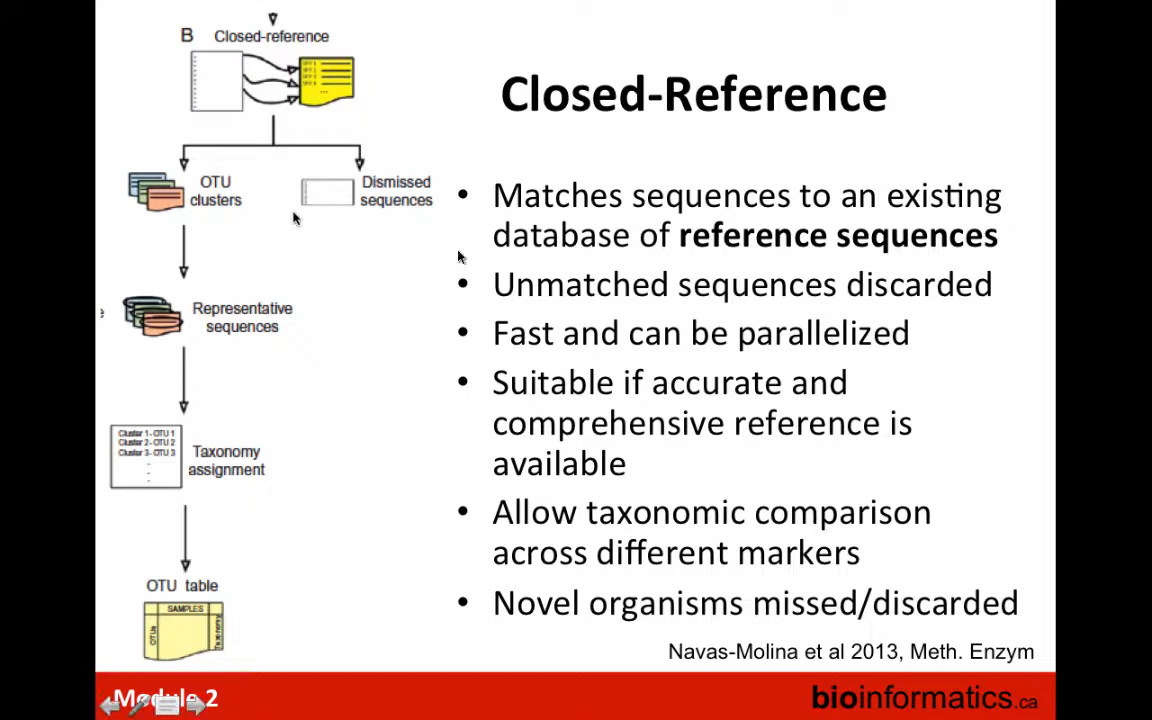 B Closed-reference
OTU
clusters
Dismissed
sequences
e
Representative
sequences
Cluster 1-OTU 1
Cluster 2-OTU 2
Cluster 3-OTU 3
Taxonomy
assignment
OTU table
SAMPLES
OTUs
Taxonomy
Closed-Reference
• Matches sequences to an existing
database of reference sequences
• Unmatched sequences discarded
• Fast and can be parallelized
• Suitable if accurate and
comprehensive reference is
available
• Allow taxonomic comparison
across different markers
• Novel organisms missed/discarded
Navas-Molina et al 2013, Meth. Enzym
Module 2
bioinformatics.ca